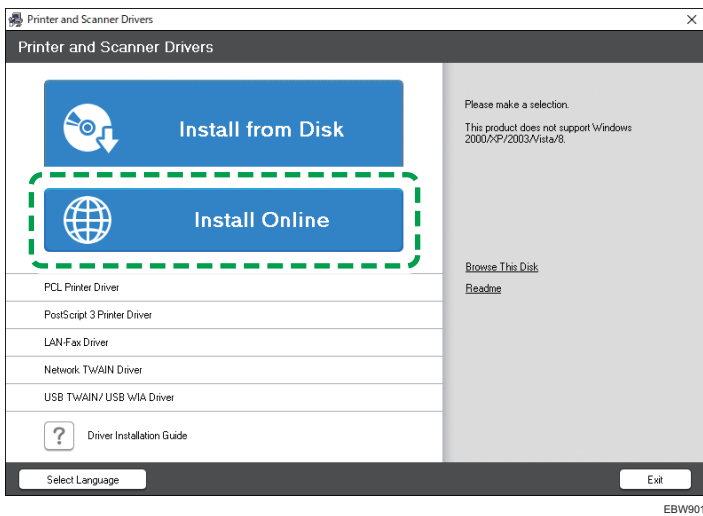 Printer and Scanner Drivers
Printer and Scanner Drivers
Install from Disk
Install Online
PCL Printer Driver
PostScript 3 Printer Driver
LAN-Fax Driver
Network TWAIN Driver
USB TWAIN/ USB WIA Driver
? Driver Installation Guide
Please make a selection.
This product does not support Windows
2000/XP/2003/Vista/8.
Browse This Disk
Readme
Select Language
Exit
EBW901